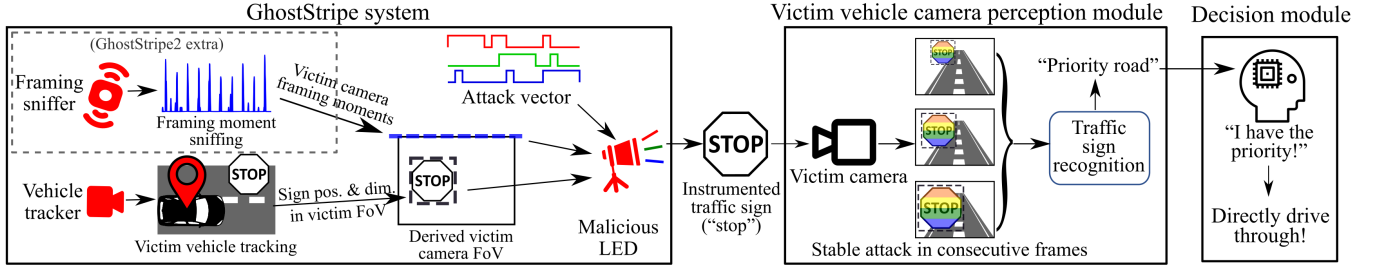 GhostStripe system
(GhostStripe2 extra)
Framing
sniffer
Framing moment
sniffing
Victim camera
framing moments
Attack vector
Vehicle
tracker
STOP
Victim vehicle tracking
Sign pos. & dim.
in victim FoV
STOP
Derived victim
camera FoV
Malicious
LED
STOP
Instrumented
traffic sign
(“stop”)
Victim vehicle camera perception module
Victim camera
STOP
STOP
STOP
Stable attack in consecutive frames
“Priority road”
Traffic
sign
recognition
Decision module
“I have the
priority!”
Directly drive
through!